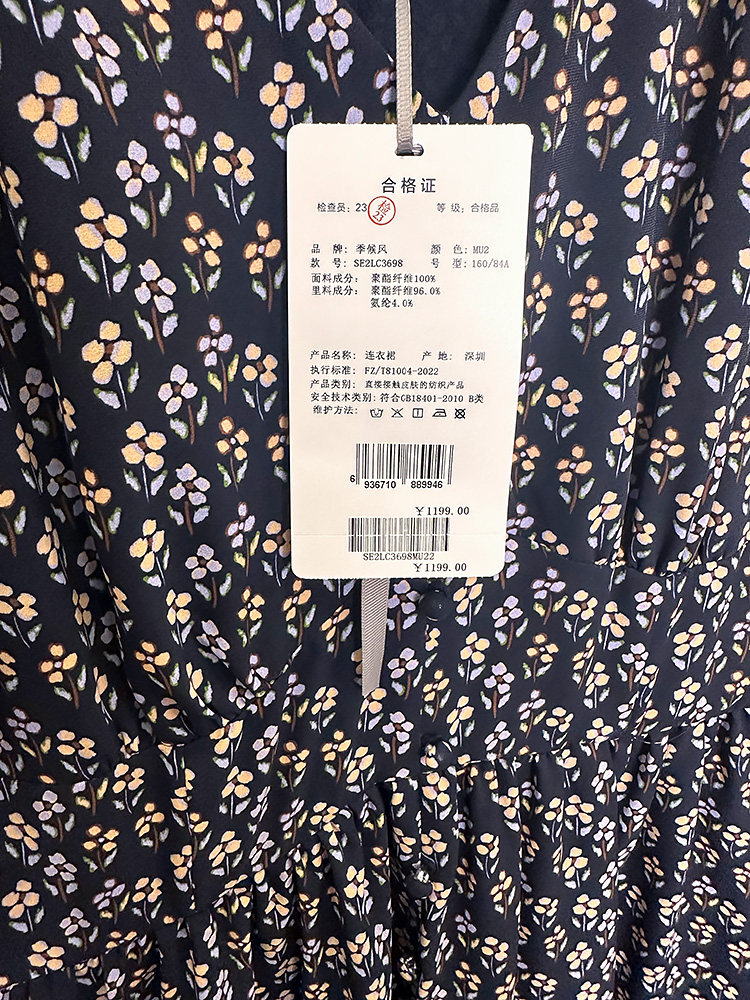 合格证
检查员: 23 检23 等 级: 合格品
品 牌: 季候风 颜 色: MU2
款 号: SE2LC3698 号 型: 160/84A
面料成分: 聚酯纤维100%
里料成分: 聚酯纤维96.0%
氨纶4.0%
产品名称: 连衣裙 产 地: 深圳
执行标准: FZ/T81004-2022
产品类别: 直接接触皮肤的纺织产品
安全技术类别: 符合GB18401-2010 B类
维护方法:
6 936710 889946
¥1199.00
SE2LC3698MU22
¥1199.00